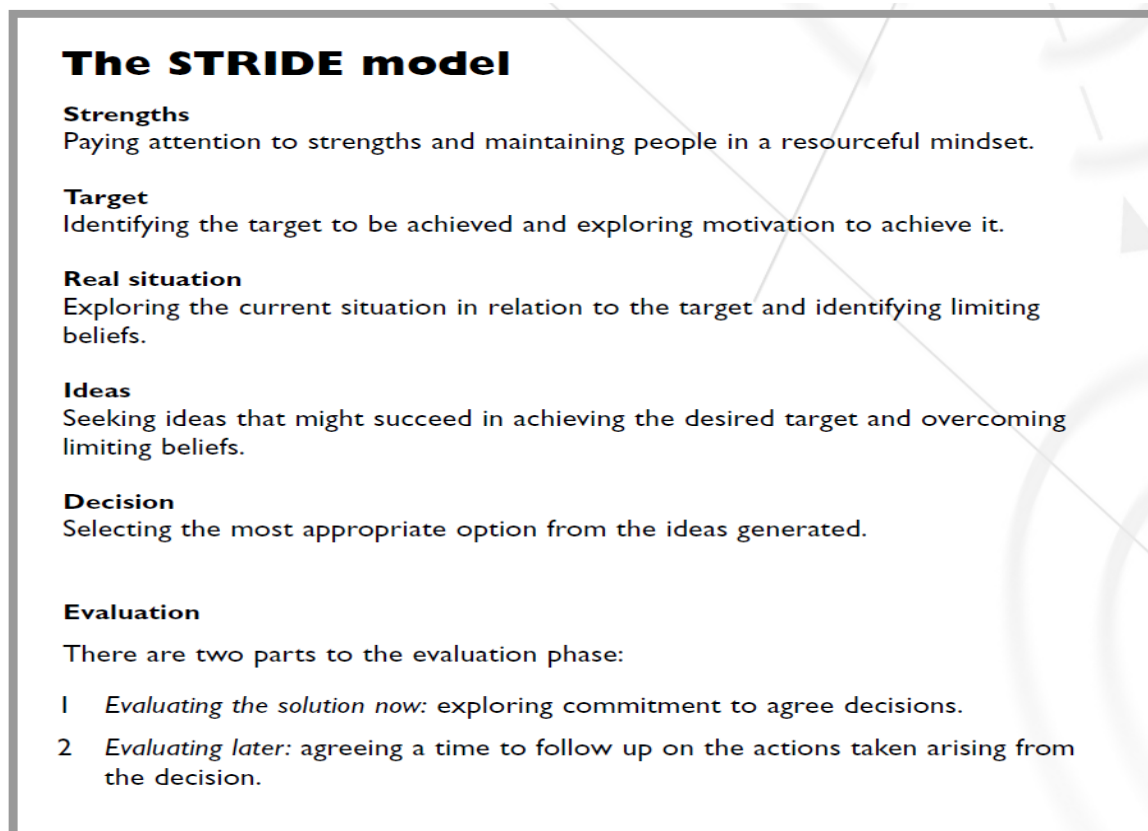 The STRIDE model
Strengths
Paying attention to strengths and maintaining people in a resourceful mindset.
Target
Identifying the target to be achieved and exploring motivation to achieve it.
Real situation
Exploring the current situation in relation to the target and identifying limiting
beliefs.
Ideas
Seeking ideas that might succeed in achieving the desired target and overcoming
limiting beliefs.
Decision
Selecting the most appropriate option from the ideas generated.
Evaluation
There are two parts to the evaluation phase:
1 Evaluating the solution now: exploring commitment to agree decisions.
2 Evaluating later: agreeing a time to follow up on the actions taken arising from
the decision.